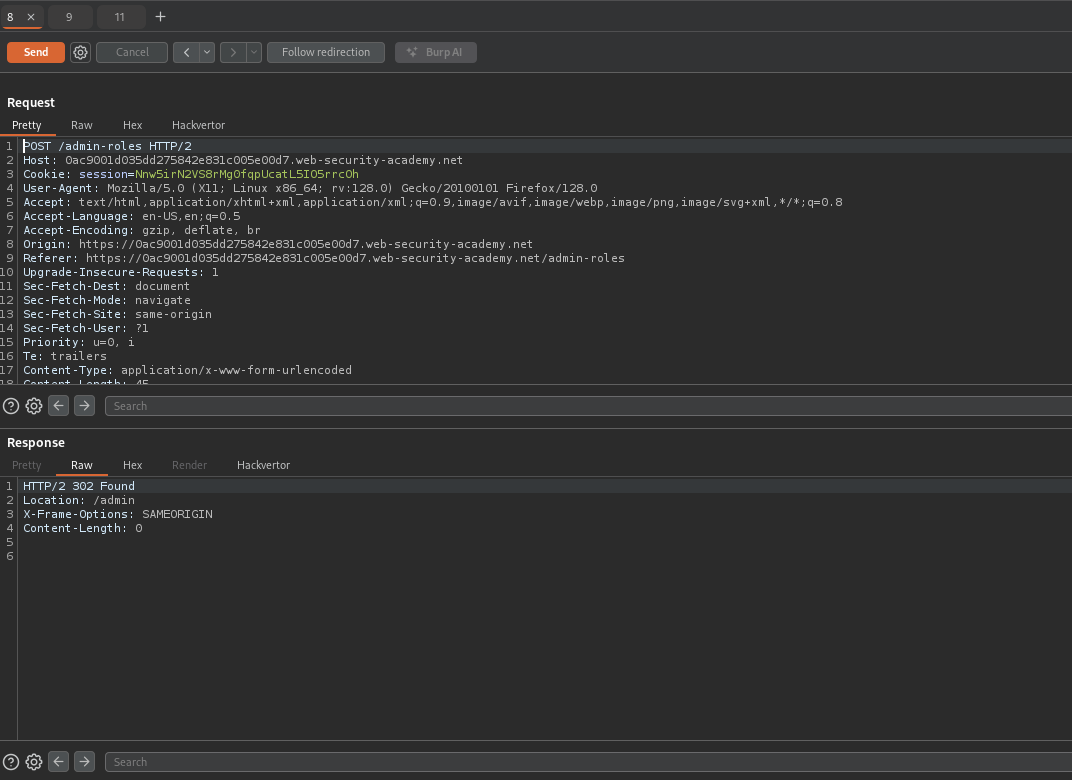 8 × 9 11 +
Send Cancel < > Follow redirection Burp AI
Request
Pretty Raw Hex Hackvertor
1 POST /admin-roles HTTP/2
2 Host: 0ac9001d035dd275842e831c005e00d7.web-security-academy.net
3 Cookie: session=Nnw5irN2VS8rMgOfqpUcatL5I05rrcOh
4 User-Agent: Mozilla/5.0 (X11; Linux x86_64; rv:128.0) Gecko/20100101 Firefox/128.0
5 Accept: text/html,application/xhtml+xml,application/xml;q=0.9,image/avif,image/webp,image/png,image/svg+xml,*/*;q=0.8
6 Accept-Language: en-US,en;q=0.5
7 Accept-Encoding: gzip, deflate, br
8 Origin: https://0ac9001d035dd275842e831c005e00d7.web-security-academy.net
9 Referer: https://0ac9001d035dd275842e831c005e00d7.web-security-academy.net/admin-roles
10 Upgrade-Insecure-Requests: 1
11 Sec-Fetch-Dest: document
12 Sec-Fetch-Mode: navigate
13 Sec-Fetch-Site: same-origin
14 Sec-Fetch-User: ?1
15 Priority: u=0, i
16 Te: trailers
17 Content-Type: application/x-www-form-urlencoded
18 Content-Length: 45
? Search
Response
Pretty Raw Hex Render Hackvertor
1 HTTP/2 302 Found
2 Location: /admin
3 X-Frame-Options: SAMEORIGIN
4 Content-Length: 0
5
6
? Search